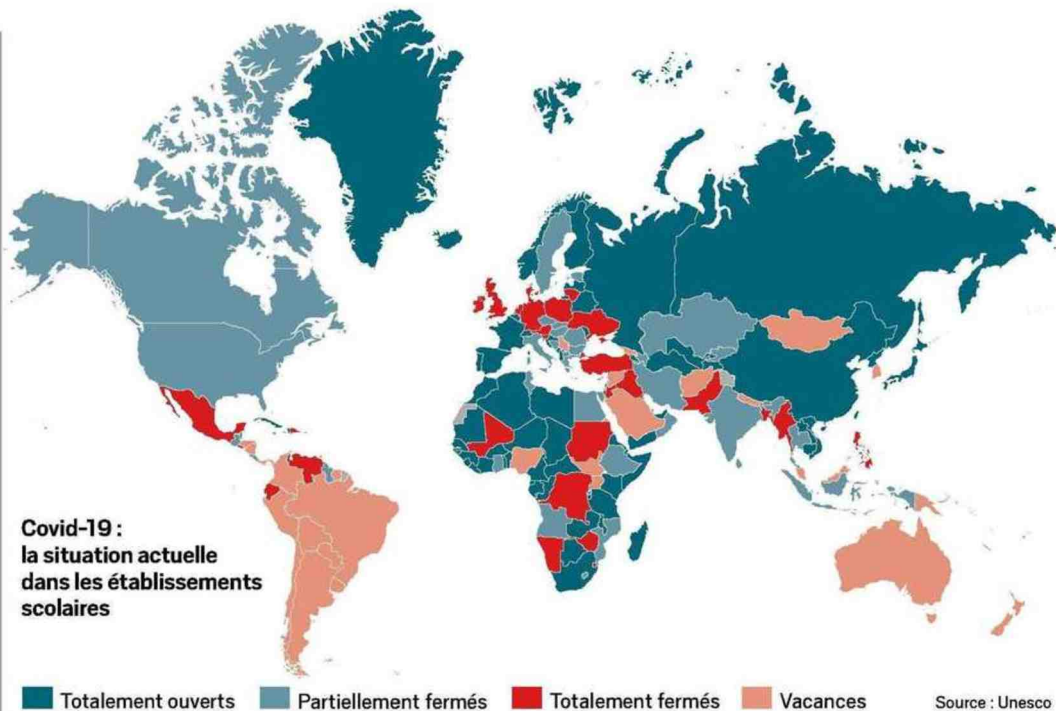 Covid-19 :
la situation actuelle
dans les établissements
scolaires
Totalement ouverts
Partiellement fermés
Totalement fermés
Vacances
Source : Unesco